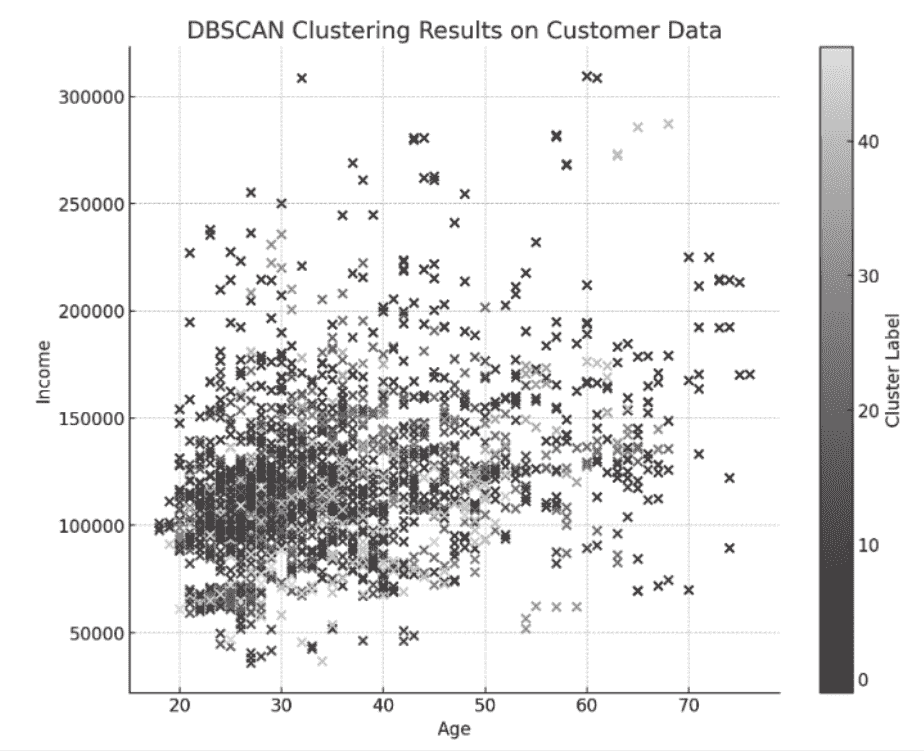 DBSCAN Clustering Results on Customer Data
300000
250000
200000
150000
100000
50000
Income
20 30 40 50 60 70
Age
40
30
20
10
0
Cluster Label